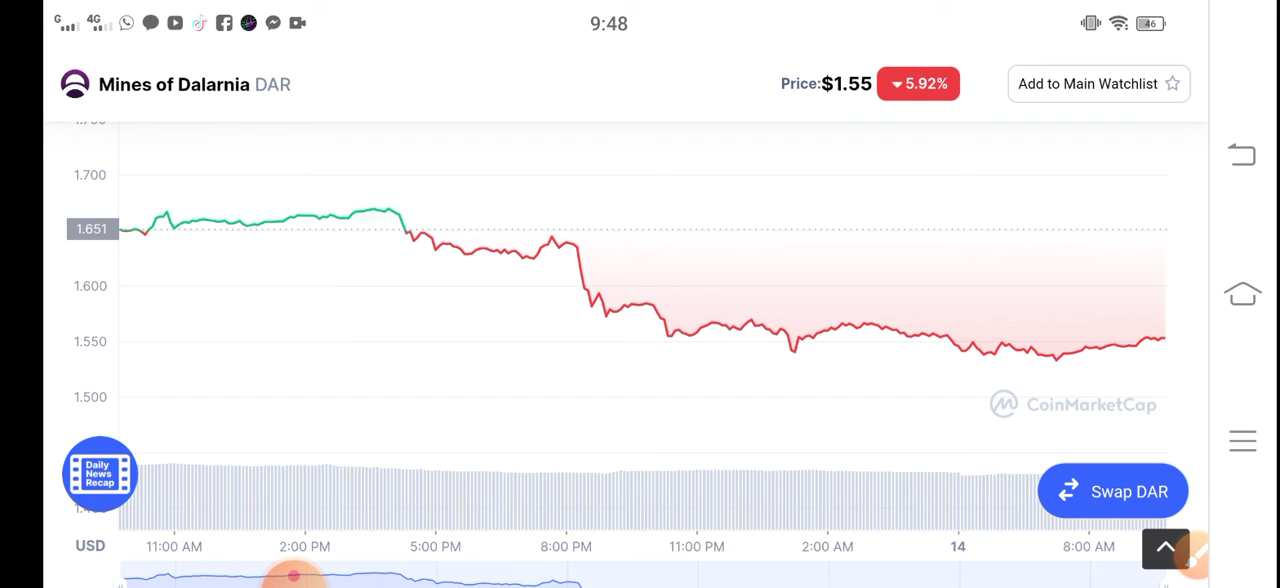 G 4G 9:48 46
Mines of Dalarnia DAR Price:$1.55 5.92% Add to Main Watchlist
1.700
1.651
1.600
1.550
1.500
CoinMarketCap
Daily
News
Recap
Swap DAR
USD 11:00 AM 2:00 PM 5:00 PM 8:00 PM 11:00 PM 2:00 AM 14 8:00 AM